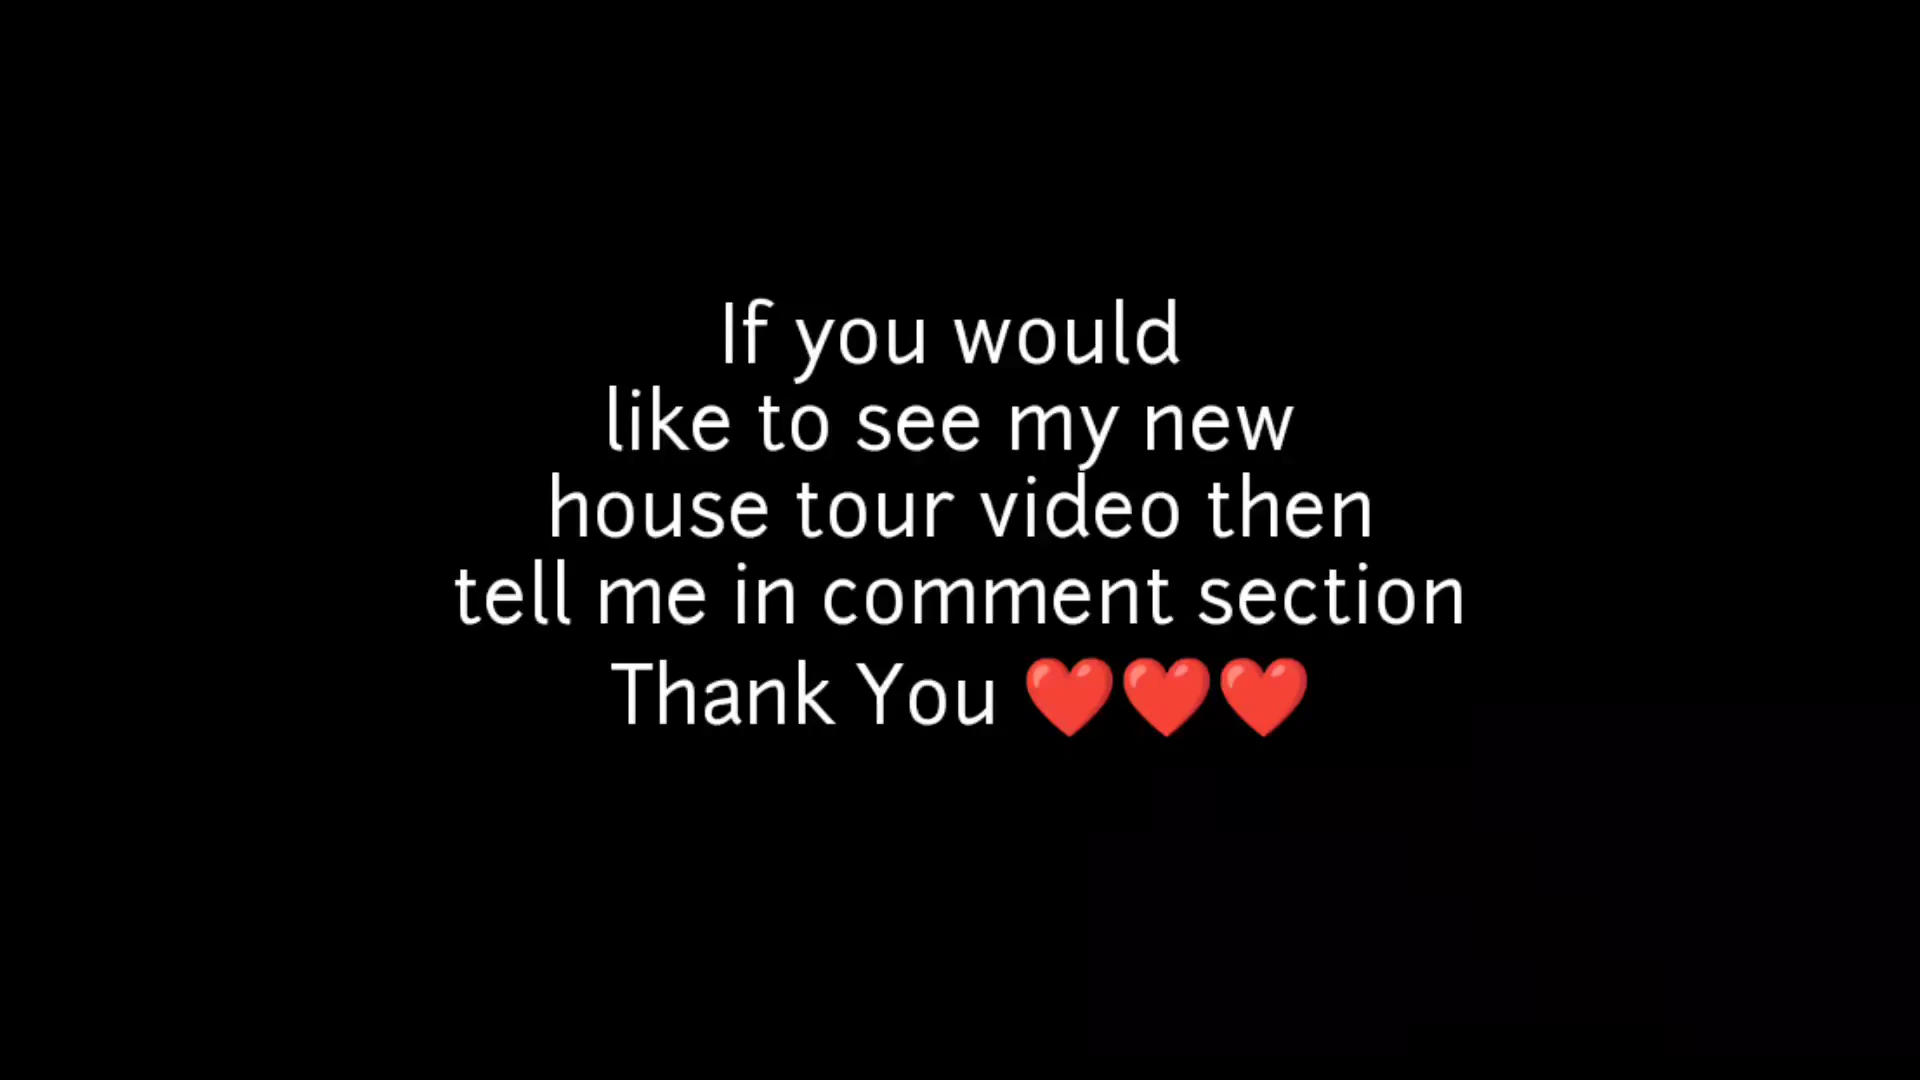 If you would
like to see my new
house tour video then
tell me in comment section
Thank You ❤️❤️❤️